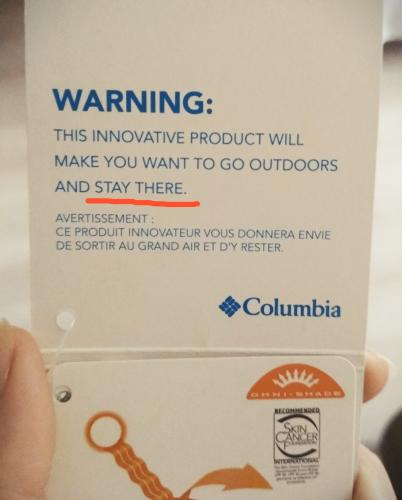 WARNING:
THIS INNOVATIVE PRODUCT WILL
MAKE YOU WANT TO GO OUTDOORS
AND STAY THERE.
AVERTISSEMENT :
CE PRODUIT INNOVATEUR VOUS DONNERA ENVIE
DE SORTIR AU GRAND AIR ET D'Y RESTER.
Columbia
OMNI-SHADE
RECOMMENDED
SKIN
CANCER
FOUNDATION
INTERNATIONAL